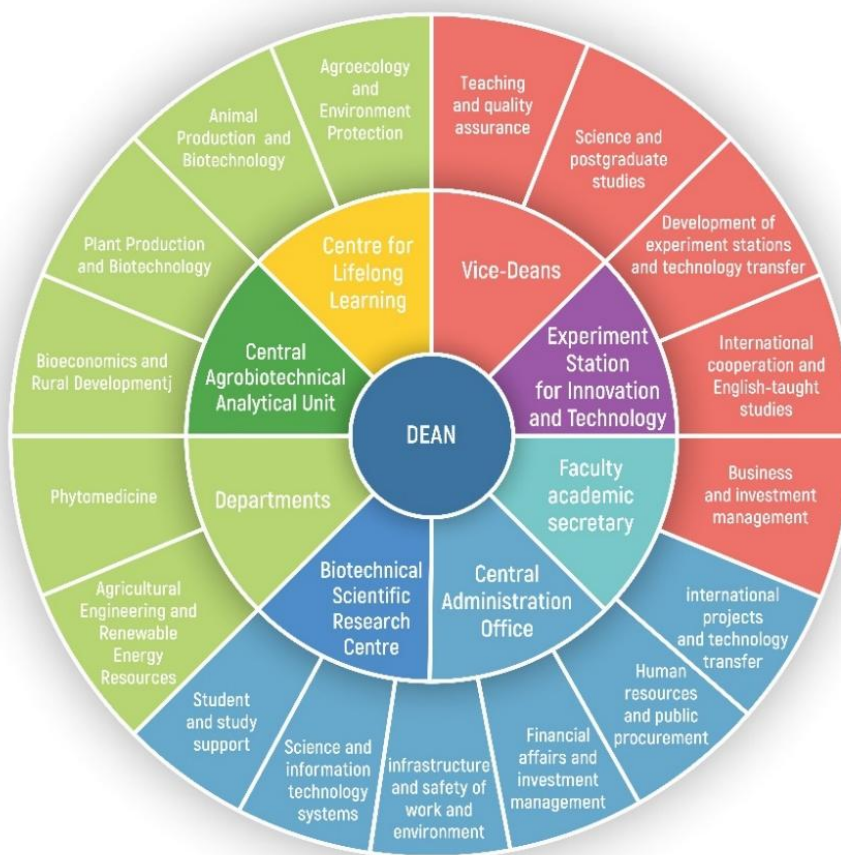 Agroecology
and
Environment
Protection
Teaching
and quality
assurance
Animal
Production and
Biotechnology
Science and
postgraduate
studies
Plant Production
and Biotechnology
Centre for
Lifelong
Learning
Vice-Deans
Development of
experiment stations
and technology transfer
Bioeconomics and
Rural Developmentj
Central
Agrobiotechnical
Analytical Unit
Experiment
Station
for Innovation
and Technology
International
cooperation and
English-taught
studies
DEAN
Phytomedicine
Departments
Faculty
academic
secretary
Business
and investment
management
Agricultural
Engineering and
Renewable
Energy
Resources
Biotechnical
Scientific
Research
Centre
Central
Administration
Office
international
projects
and technology
transfer
Student
and study
support
Science and
information
technology
systems
infrastructure
and safety of
work and
environment
Financial
affairs and
investment
management
Human
resources
and public
procurement